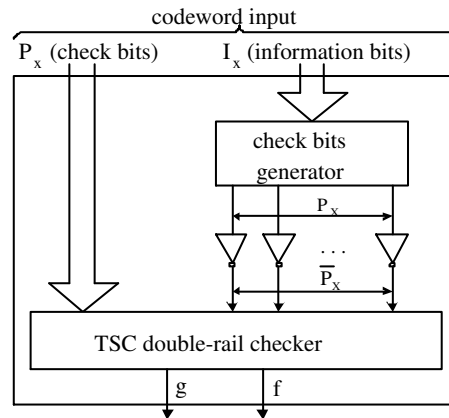 codeword input
P_x (check bits) I_x (information bits)
check bits
generator
P_x
...
P̅_x
TSC double-rail checker
g f